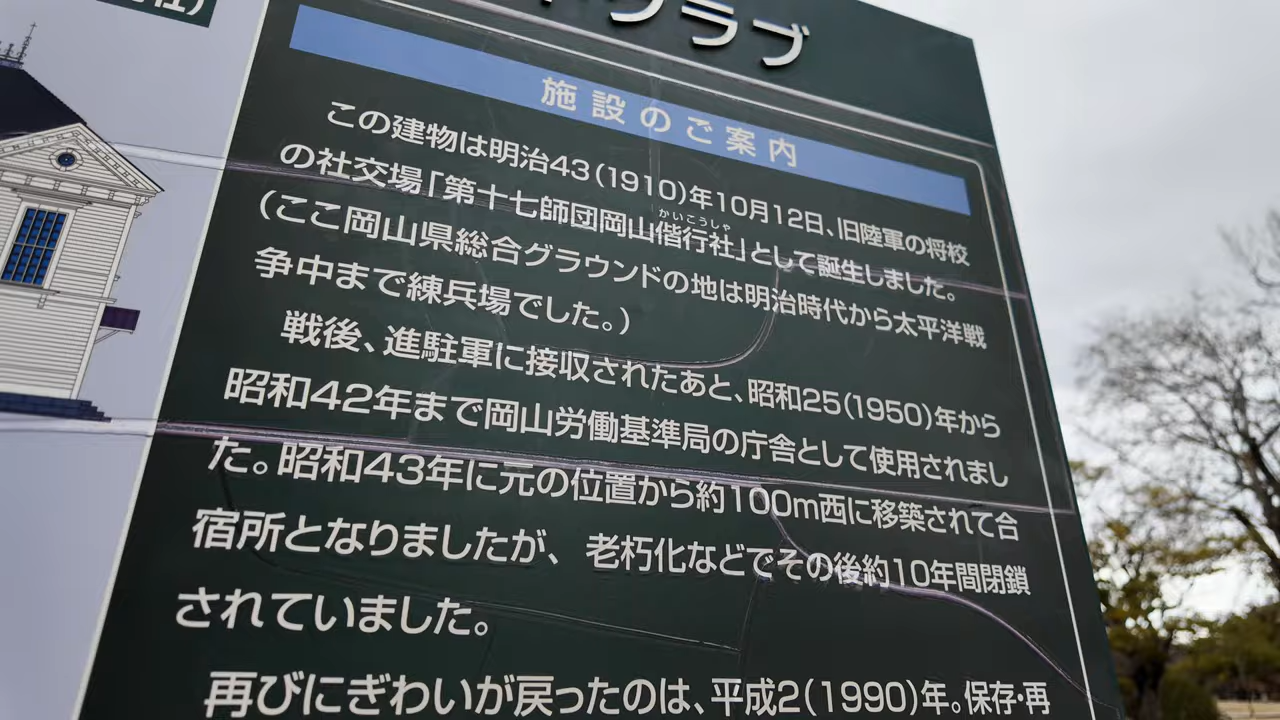 クラブ
施設のご案内
この建物は明治43(1910)年10月12日、旧陸軍の将校
の社交場「第十七師団岡山偕行社」として誕生しました。
かいこうしゃ
(ここ岡山県総合グラウンドの地は明治時代から太平洋戦
争中まで練兵場でした。)
戦後、進駐軍に接収されたあと、昭和25(1950)年から
昭和42年まで岡山労働基準局の庁舎として使用されまし
た。昭和43年に元の位置から約100m西に移築されて合
宿所となりましたが、老朽化などでその後約10年間閉鎖
されていました。
再びにぎわいが戻ったのは、平成2(1990)年。保存・再